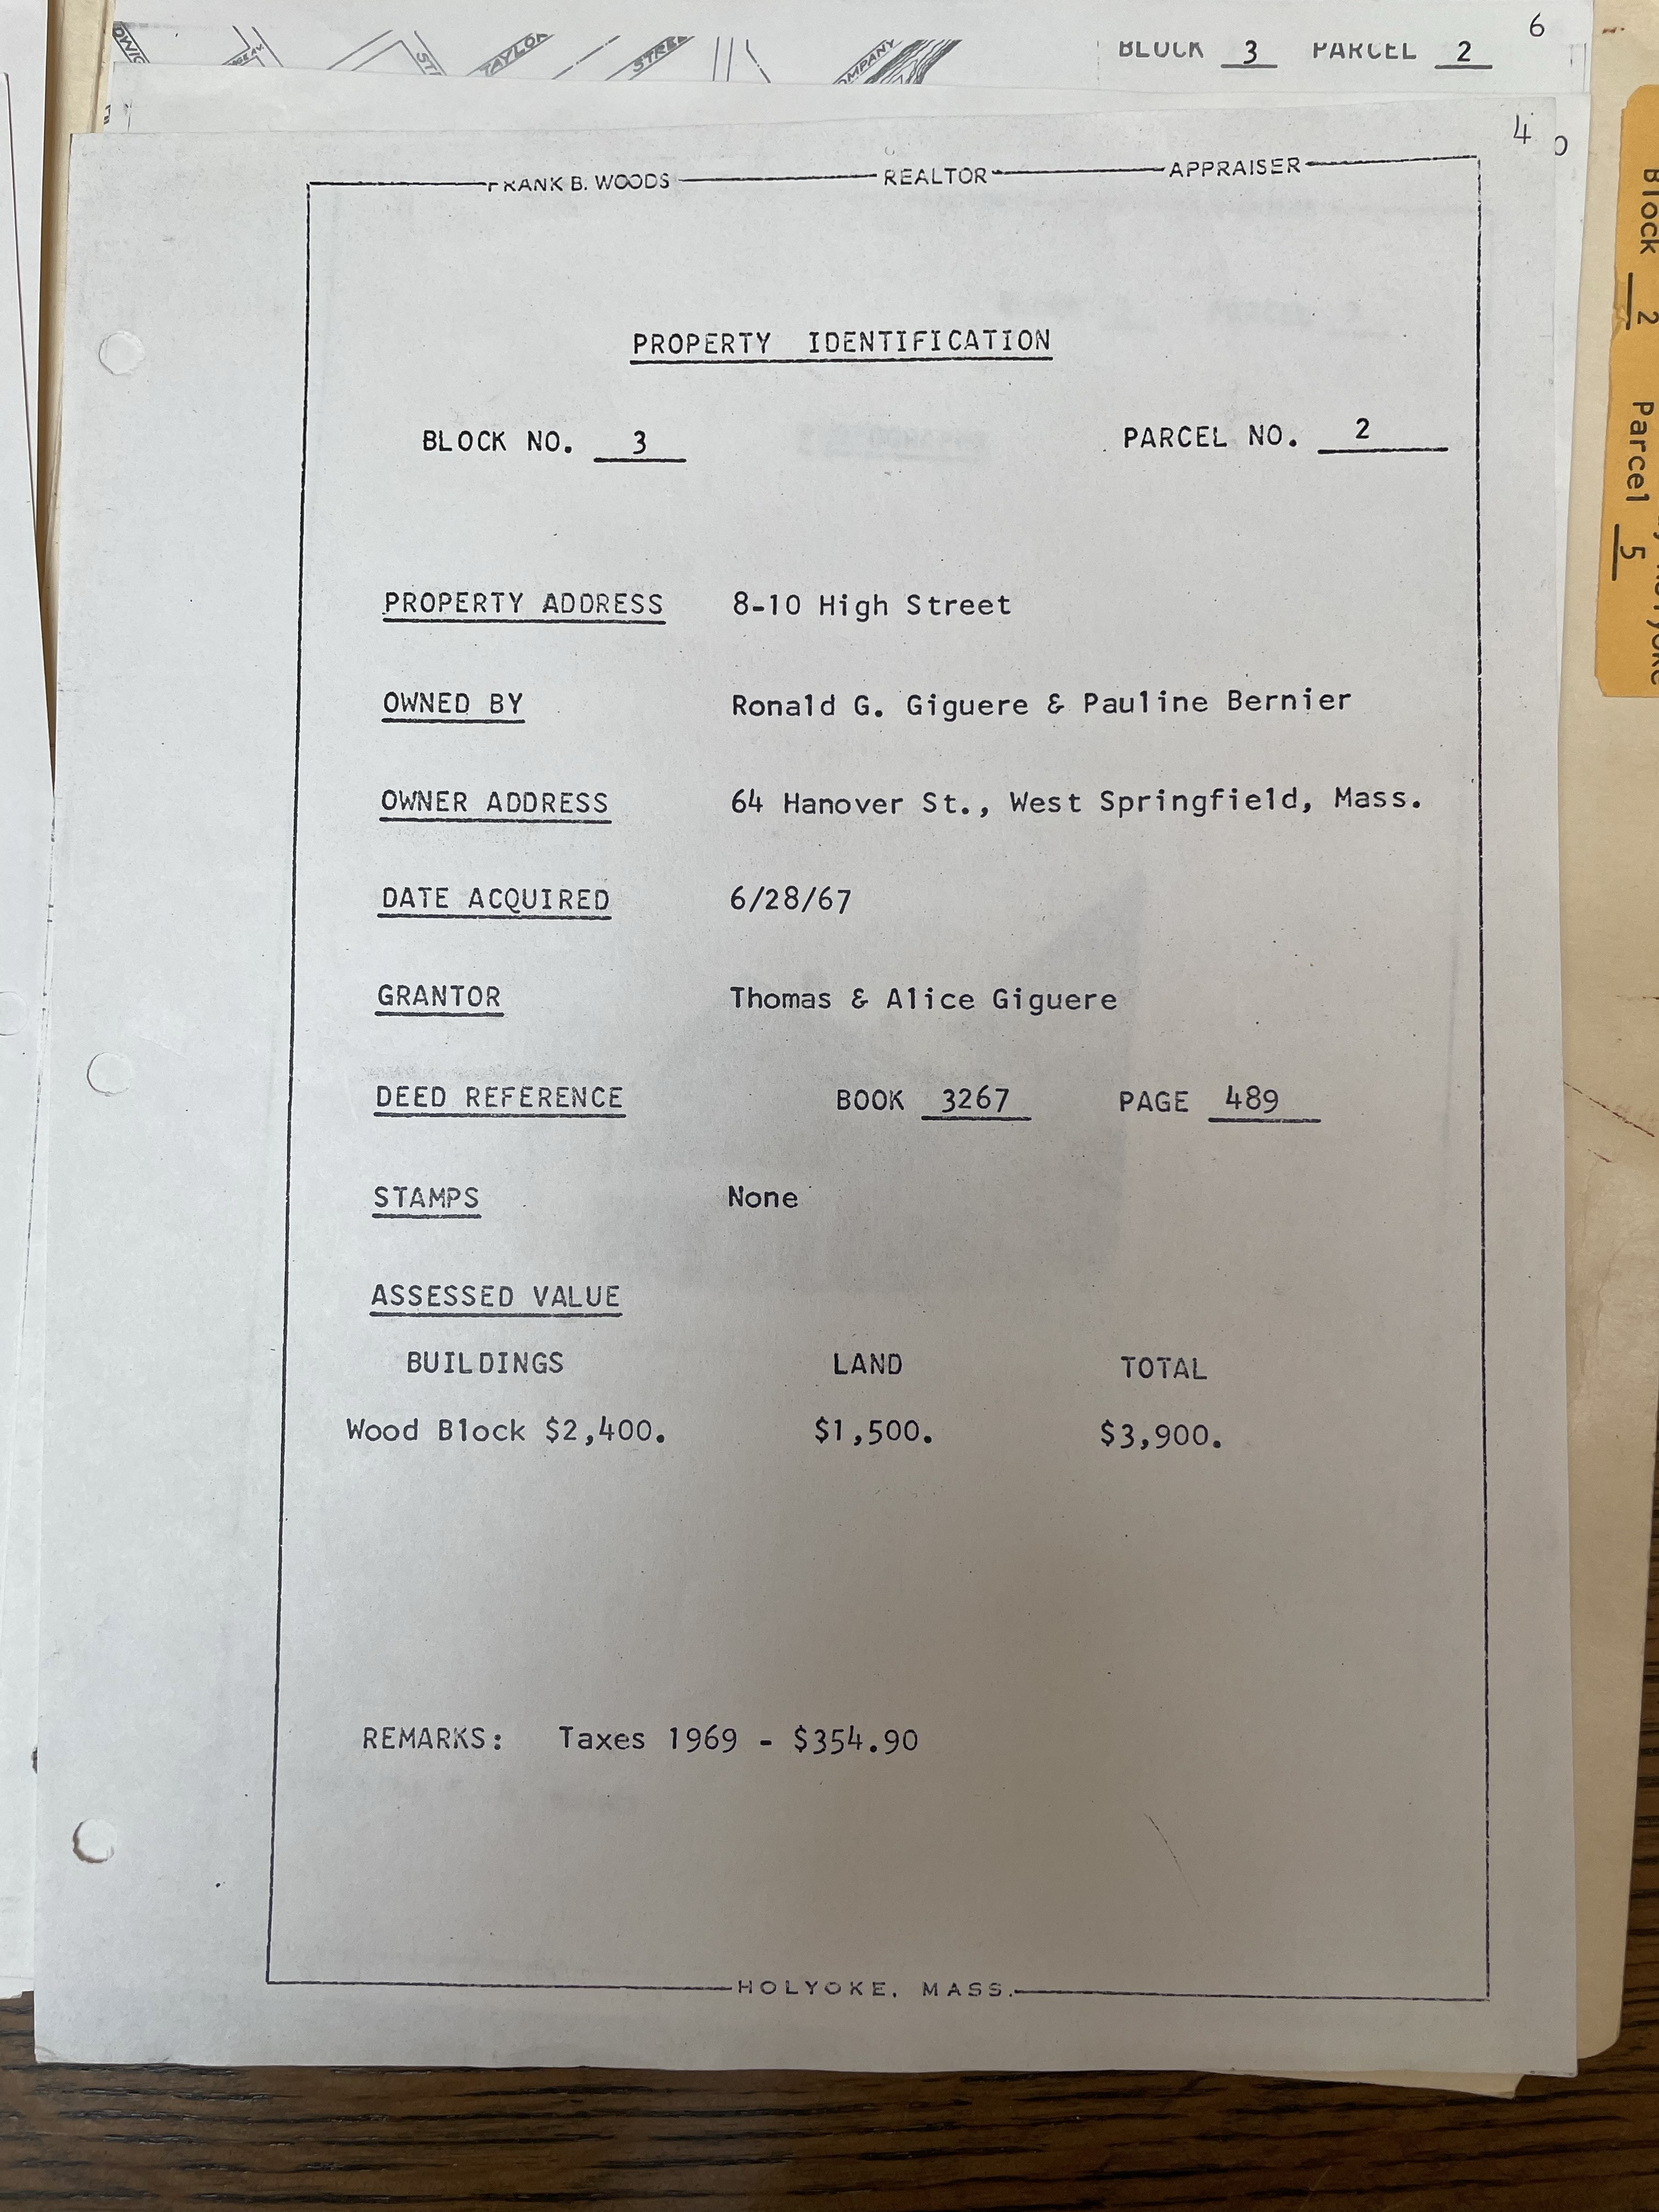 6
BLOCK 3 PARCEL 2
TAYLOR
COMPANY
4
FRANK B. WOODS REALTOR APPRAISER
PROPERTY IDENTIFICATION
BLOCK NO. 3 PARCEL NO. 2
PROPERTY ADDRESS 8-10 High Street
OWNED BY Ronald G. Giguere & Pauline Bernier
OWNER ADDRESS 64 Hanover St., West Springfield, Mass.
DATE ACQUIRED 6/28/67
GRANTOR Thomas & Alice Giguere
DEED REFERENCE BOOK 3267 PAGE 489
STAMPS None
ASSESSED VALUE
BUILDINGS LAND TOTAL
Wood Block $2,400. $1,500. $3,900.
REMARKS: Taxes 1969 - $354.90
HOLYOKE, MASS.
Block 2 Parcel 5